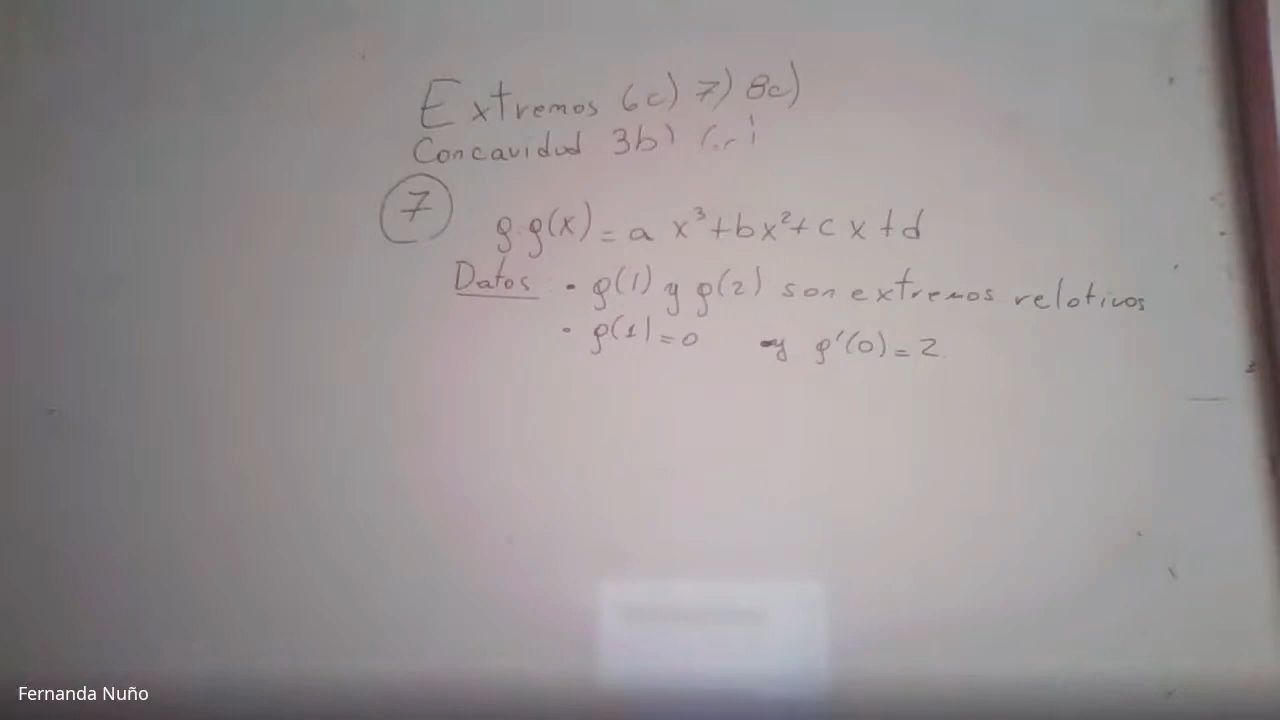 Extremos 6c) 7) 8c)
Concavidad 3b)
7
g. g(x) = a x³ + b x² + c x + d
Datos • g(1) y g(2) son extremos relativos
• g(1) = 0 y g'(0) = 2
Fernanda Nuño